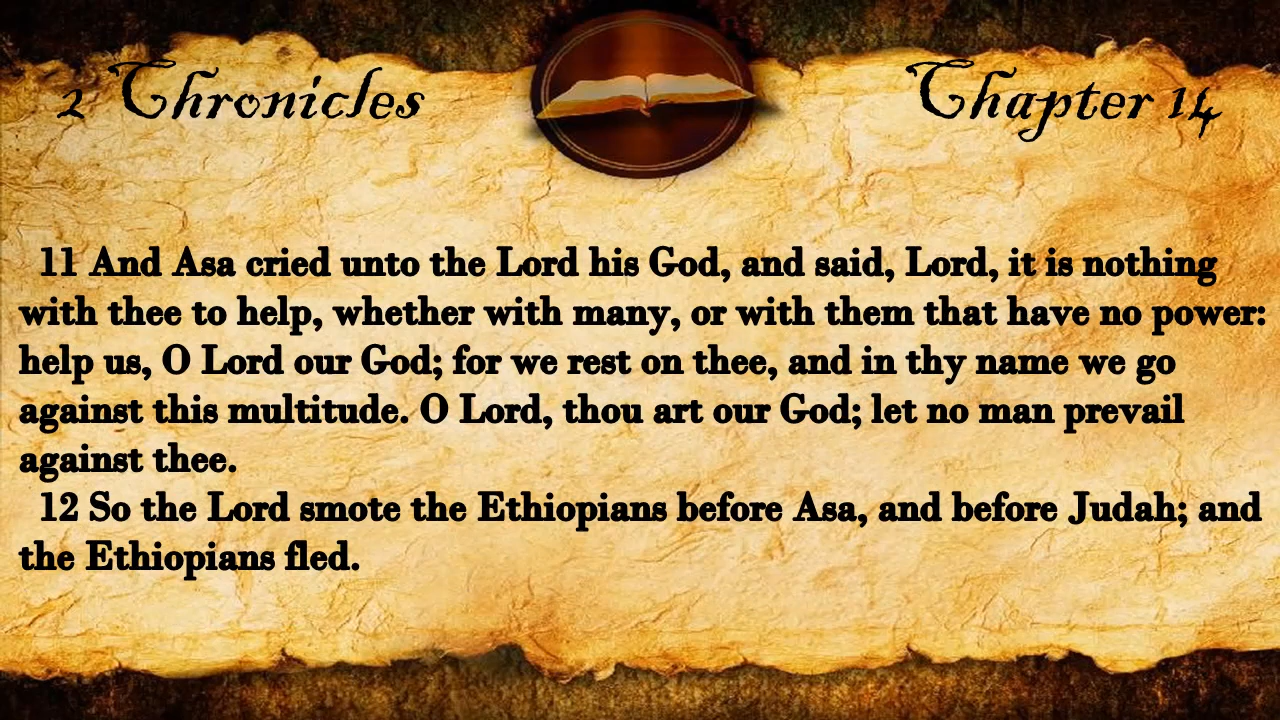 2 Chronicles
Chapter 14
11 And Asa cried unto the Lord his God, and said, Lord, it is nothing
with thee to help, whether with many, or with them that have no power:
help us, O Lord our God; for we rest on thee, and in thy name we go
against this multitude. O Lord, thou art our God; let no man prevail
against thee.
12 So the Lord smote the Ethiopians before Asa, and before Judah; and
the Ethiopians fled.